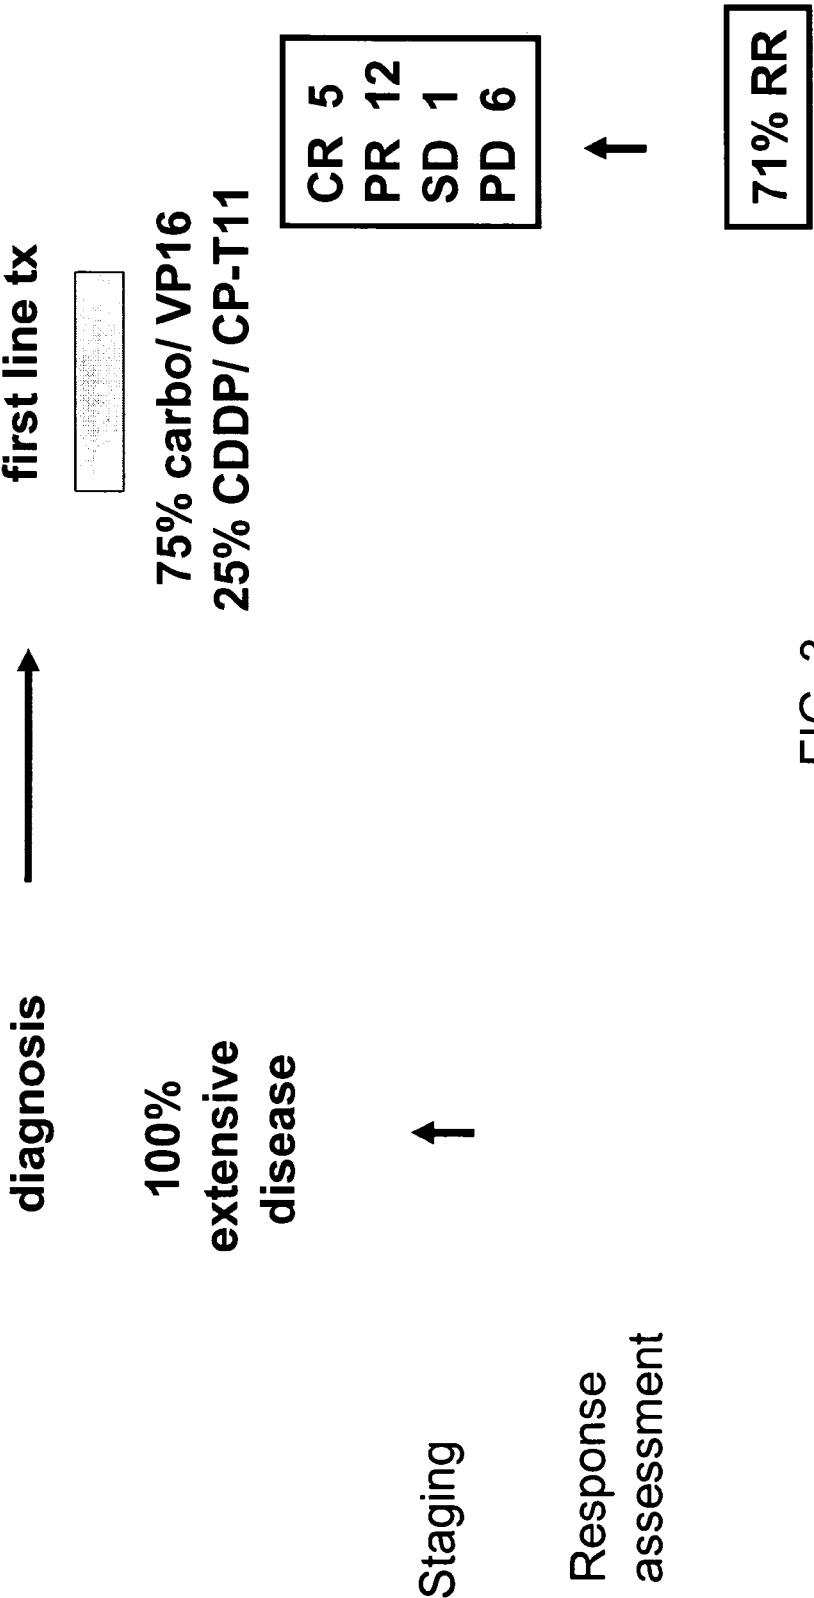 diagnosis
first line tx
100%
extensive
disease
75% carbo/ VP16
25% CDDP/ CP-T11
CR 5
PR 12
SD 1
PD 6
Staging
Response
assessment
71% RR
FIG.